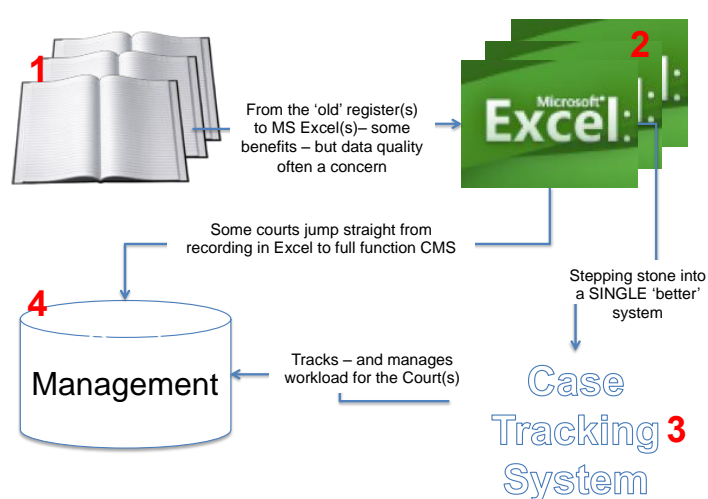 1
2
Microsoft®
Excel
From the ‘old’ register(s)
to MS Excel(s)– some
benefits – but data quality
often a concern
Some courts jump straight from
recording in Excel to full function CMS
Stepping stone into
a SINGLE ‘better’
system
4
Management
Tracks – and manages
workload for the Court(s)
Case
Tracking 3
System